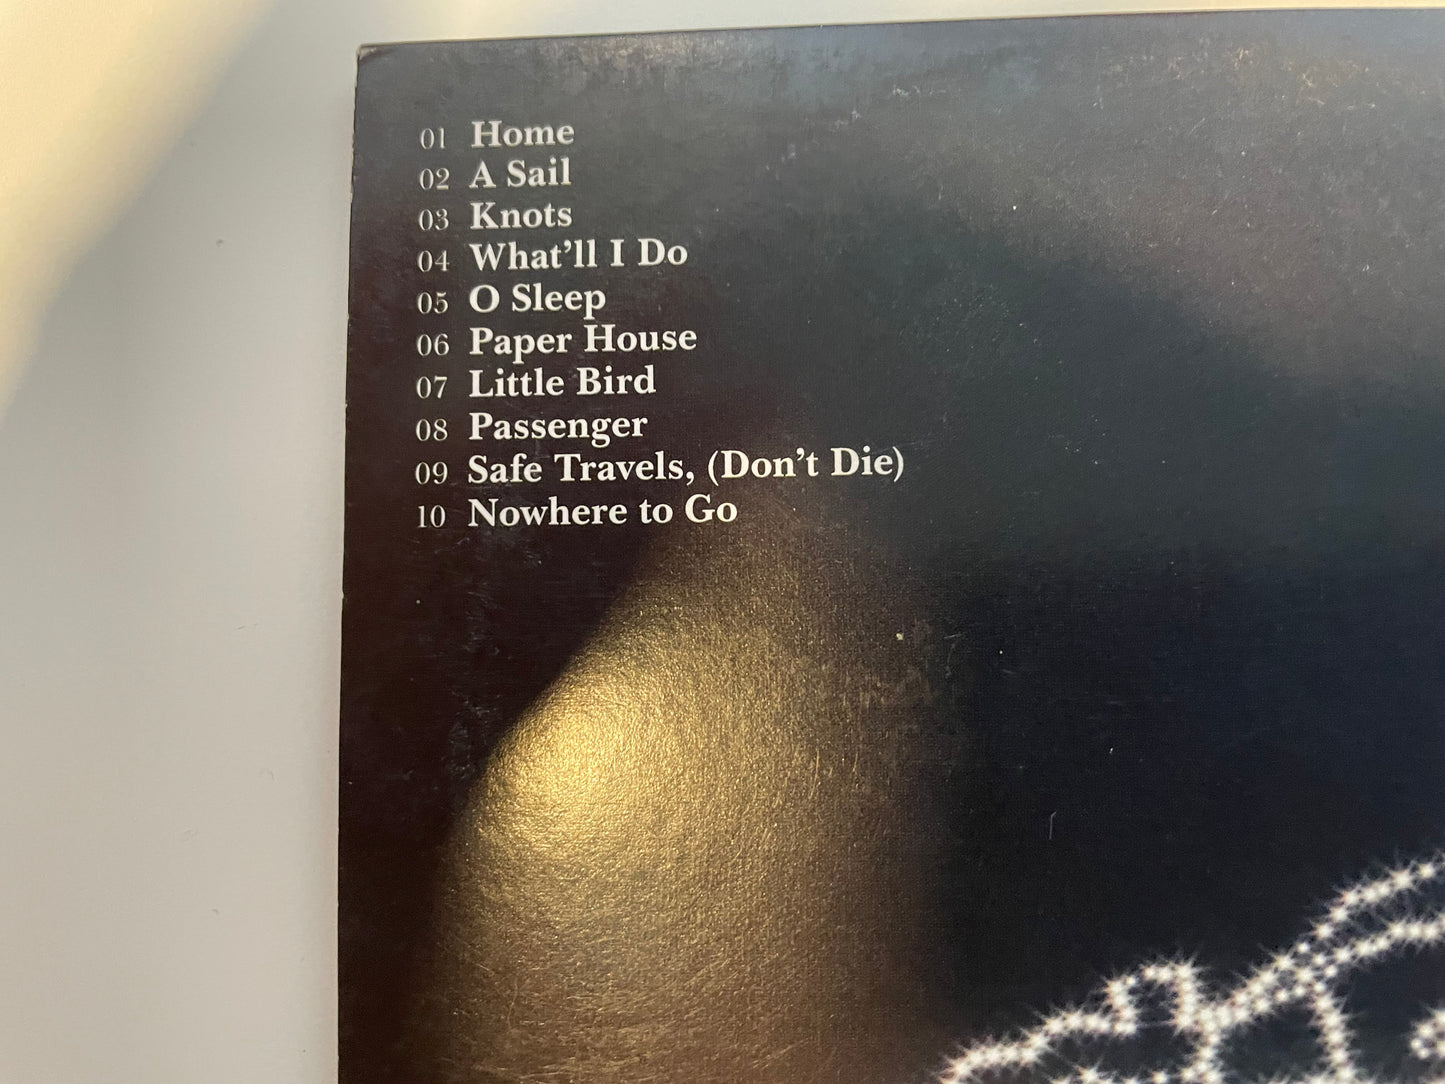 01 Home
02 A Sail
03 Knots
04 What’ll I Do
05 O Sleep
06 Paper House
07 Little Bird
08 Passenger
09 Safe Travels, (Don’t Die)
10 Nowhere to Go